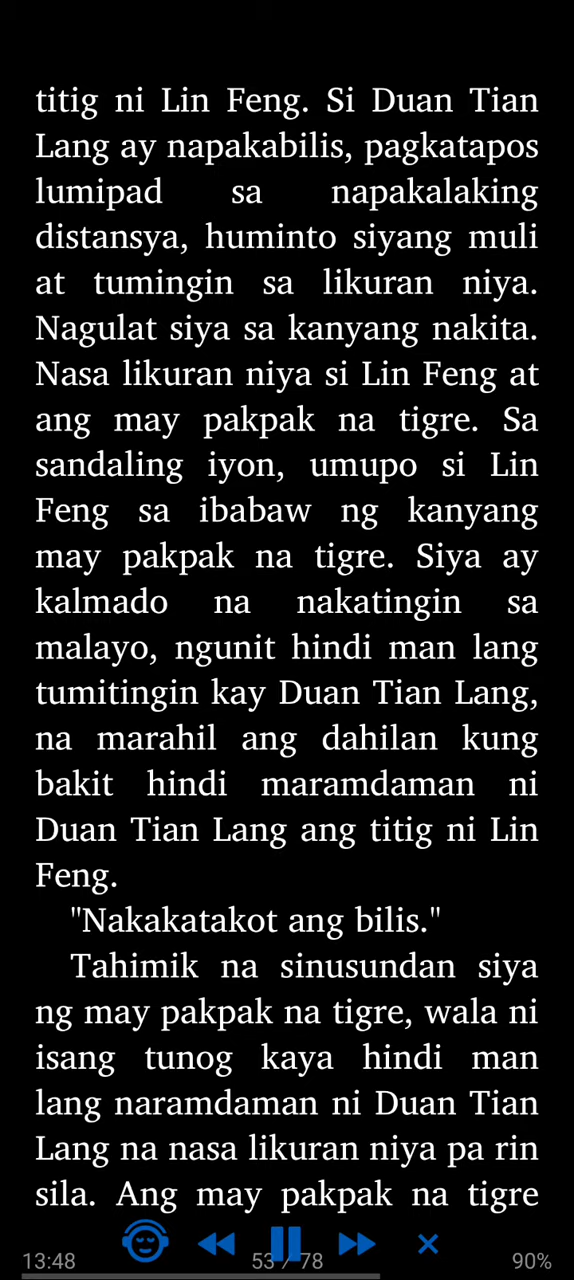 titig ni Lin Feng. Si Duan Tian
Lang ay napakabilis, pagkatapos
lumipad sa napakalaking
distansya, huminto siyang muli
at tumingin sa likuran niya.
Nagulat siya sa kanyang nakita.
Nasa likuran niya si Lin Feng at
ang may pakpak na tigre. Sa
sandaling iyon, umupo si Lin
Feng sa ibabaw ng kanyang
may pakpak na tigre. Siya ay
kalmado na nakatingin sa
malayo, ngunit hindi man lang
tumitingin kay Duan Tian Lang,
na marahil ang dahilan kung
bakit hindi maramdaman ni
Duan Tian Lang ang titig ni Lin
Feng.
"Nakakatakot ang bilis."
Tahimik na sinusundan siya
ng may pakpak na tigre, wala ni
isang tunog kaya hindi man
lang naramdaman ni Duan Tian
Lang na nasa likuran niya pa rin
sila. Ang may pakpak na tigre
13:48 53 / 78 90%